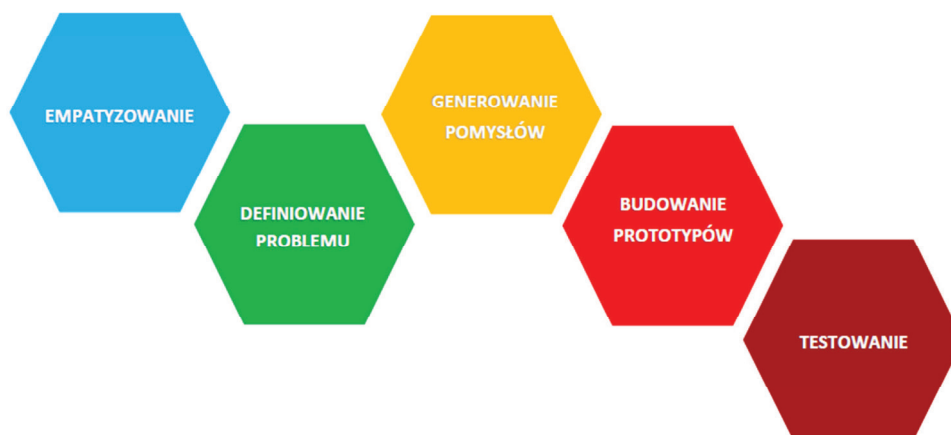 EMPATYZOWANIE
DEFINIOWANIE
PROBLEMU
GENEROWANIE
POMYSŁÓW
BUDOWANIE
PROTOTYPÓW
TESTOWANIE